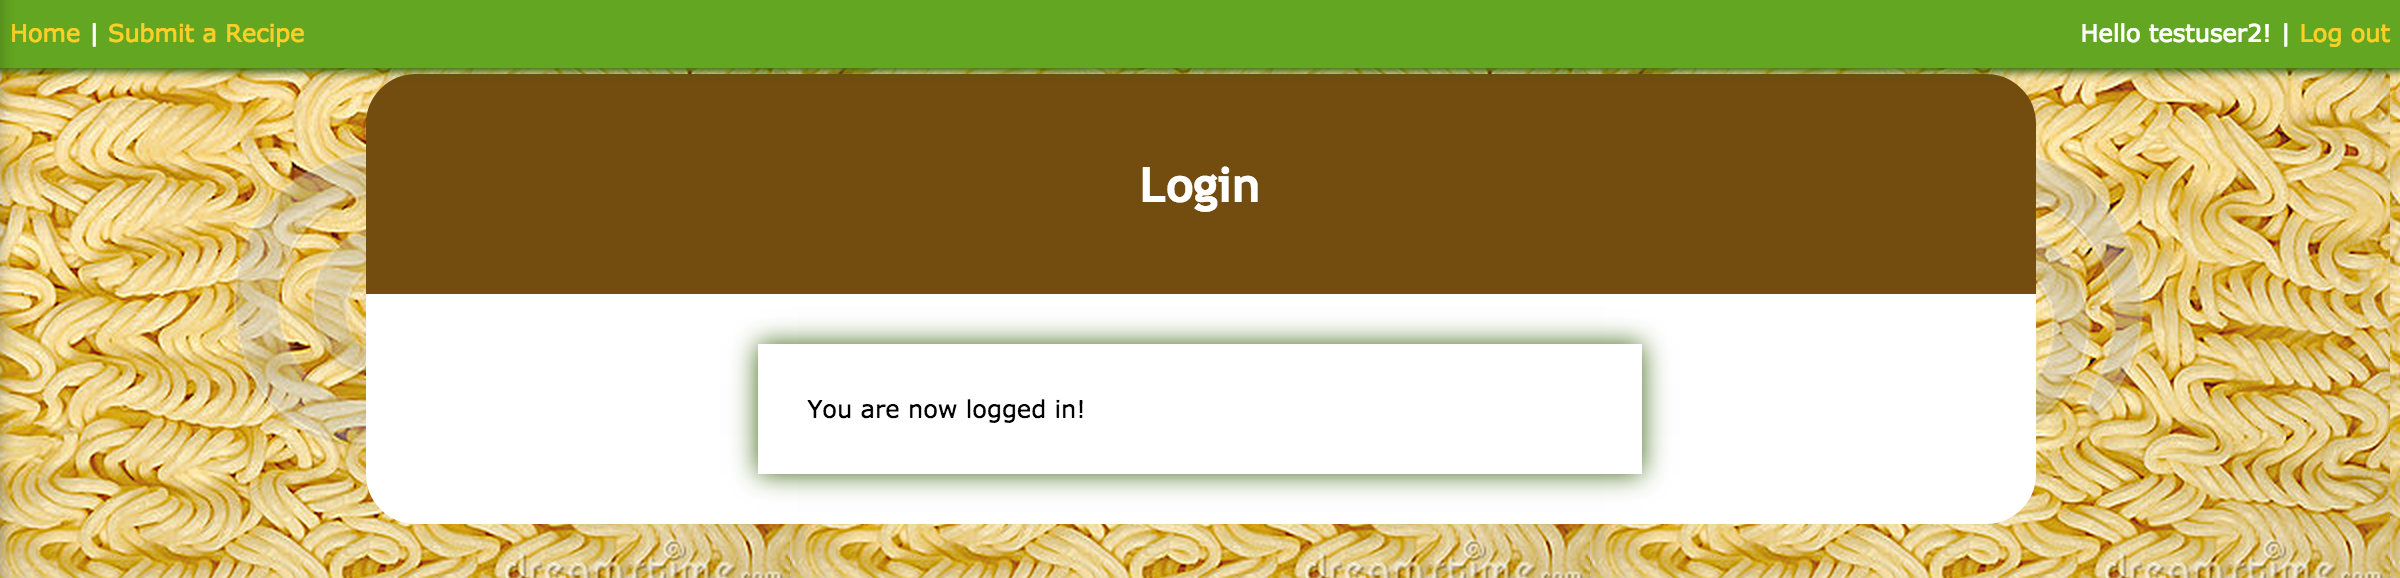 Home | Submit a Recipe
Hello testuser2! | Log out
Login
You are now logged in!
dreamstime.com
dreamstime.com
dreamstime.com